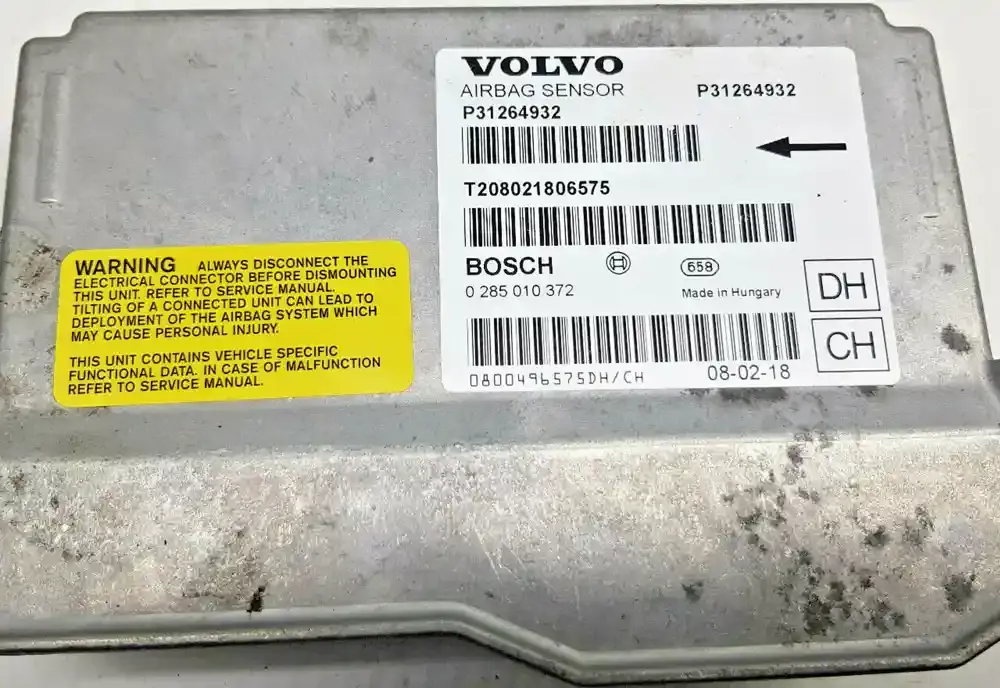 VOLVO
AIRBAG SENSOR P31264932
P31264932
T208021806575
BOSCH 658
0 285 010 372 Made in Hungary
DH
CH
0800496575DH/CH 08-02-18
WARNING ALWAYS DISCONNECT THE
ELECTRICAL CONNECTOR BEFORE DISMOUNTING
THIS UNIT. REFER TO SERVICE MANUAL.
TILTING OF A CONNECTED UNIT CAN LEAD TO
DEPLOYMENT OF THE AIRBAG SYSTEM WHICH
MAY CAUSE PERSONAL INJURY.
THIS UNIT CONTAINS VEHICLE SPECIFIC
FUNCTIONAL DATA. IN CASE OF MALFUNCTION
REFER TO SERVICE MANUAL.